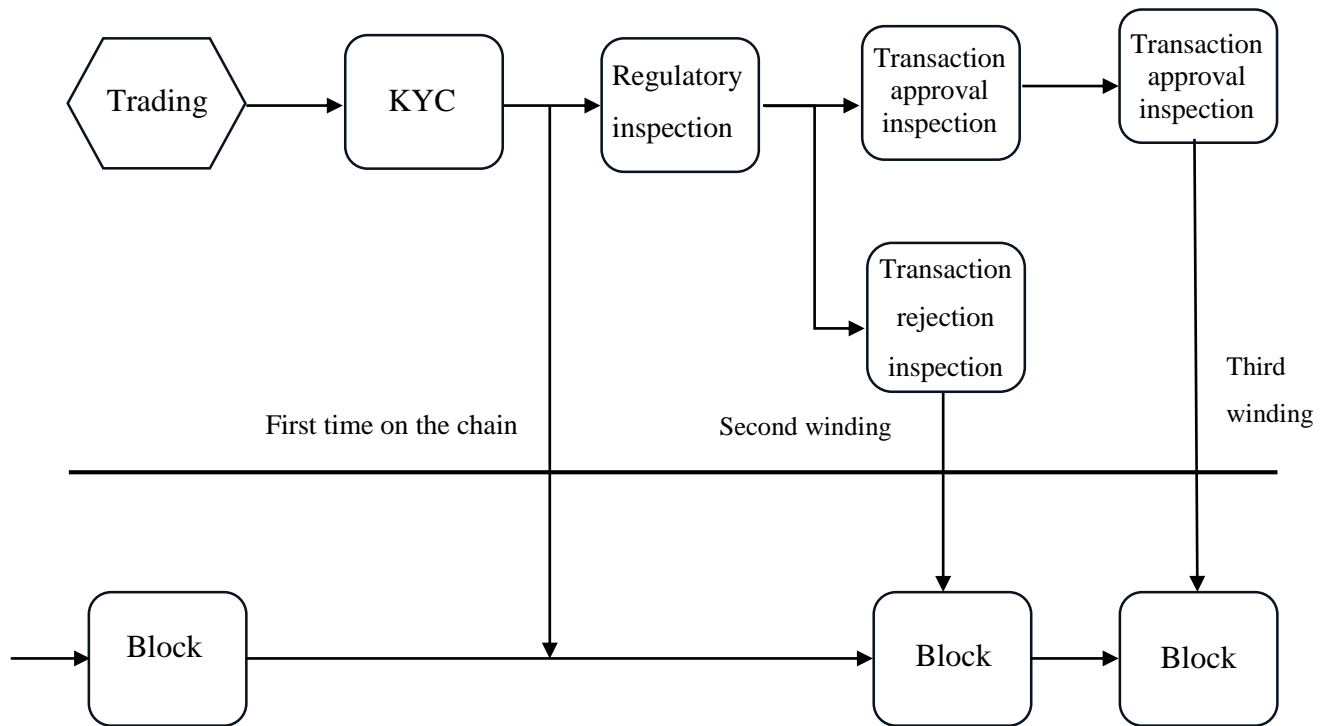 Trading
KYC
Regulatory
inspection
Transaction
approval
inspection
Transaction
approval
inspection
Transaction
rejection
inspection
First time on the chain
Second winding
Third
winding
Block
Block
Block